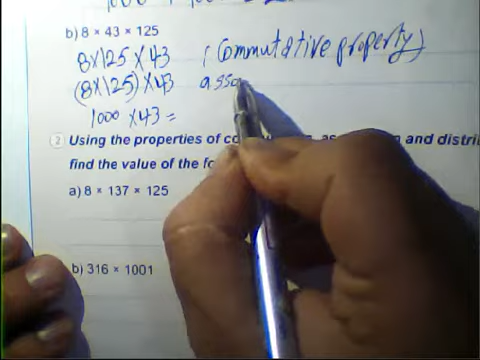 b) 8 × 43 × 125
8 × 125 × 43 (Commutative property)
(8 × 125) × 43 asso
1000 × 43 =
2 Using the properties of co
find the value of the fo
a) 8 × 137 × 125
b) 316 × 1001